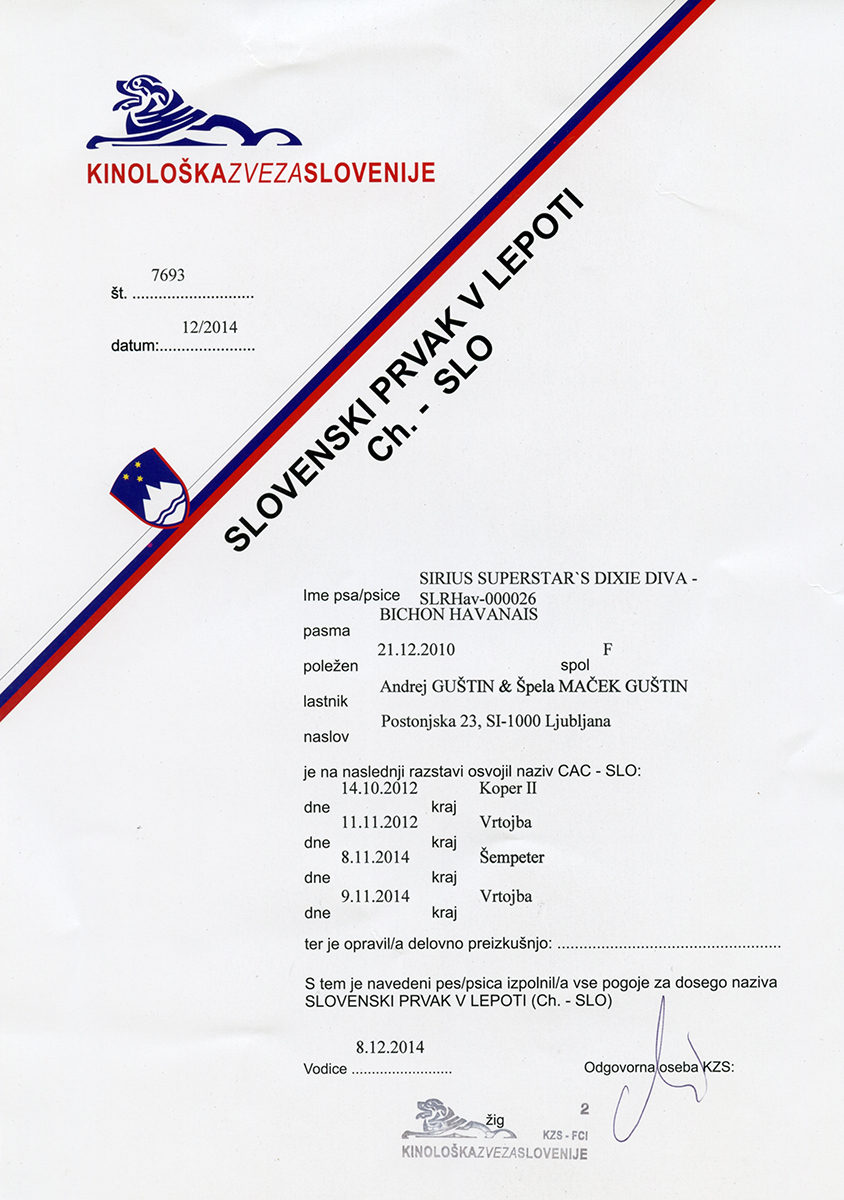 KINOLOŠKAZVEZASLOVENIJE
7693
št. ............................
12/2014
datum:......................
SLOVENSKI PRVAK V LEPOTI
Ch. - SLO
SIRIUS SUPERSTAR`S DIXIE DIVA -
Ime psa/psice SLRHav-000026
BICHON HAVANAIS
pasma
21.12.2010 F
poležen spol
Andrej GUŠTIN & Špela MAČEK GUŠTIN
lastnik
Postonjska 23, SI-1000 Ljubljana
naslov
je na naslednji razstavi osvojil naziv CAC - SLO:
14.10.2012 Koper II
dne kraj
11.11.2012 Vrtojba
dne kraj
8.11.2014 Šempeter
dne kraj
9.11.2014 Vrtojba
dne kraj
ter je opravil/a delovno preizkušnjo: ...................................................
S tem je navedeni pes/psica izpolnil/a vse pogoje za dosego naziva
SLOVENSKI PRVAK V LEPOTI (Ch. - SLO)
8.12.2014
Vodice ....................... Odgovorna oseba KZS:
žig 2
KZS - FCI
KINOLOŠKAZVEZASLOVENIJE